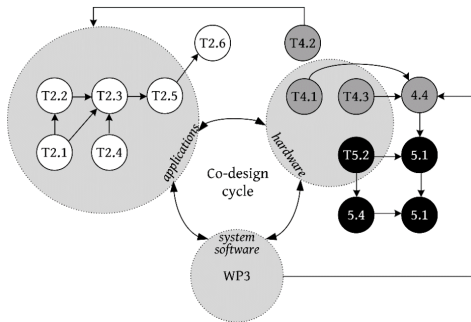 T2.6
T4.2
T2.2
T2.3
T2.5
T4.1
T4.3
4.4
T2.1
T2.4
applications
hardware
T5.2
5.1
Co-design
cycle
5.4
5.1
system
software
WP3